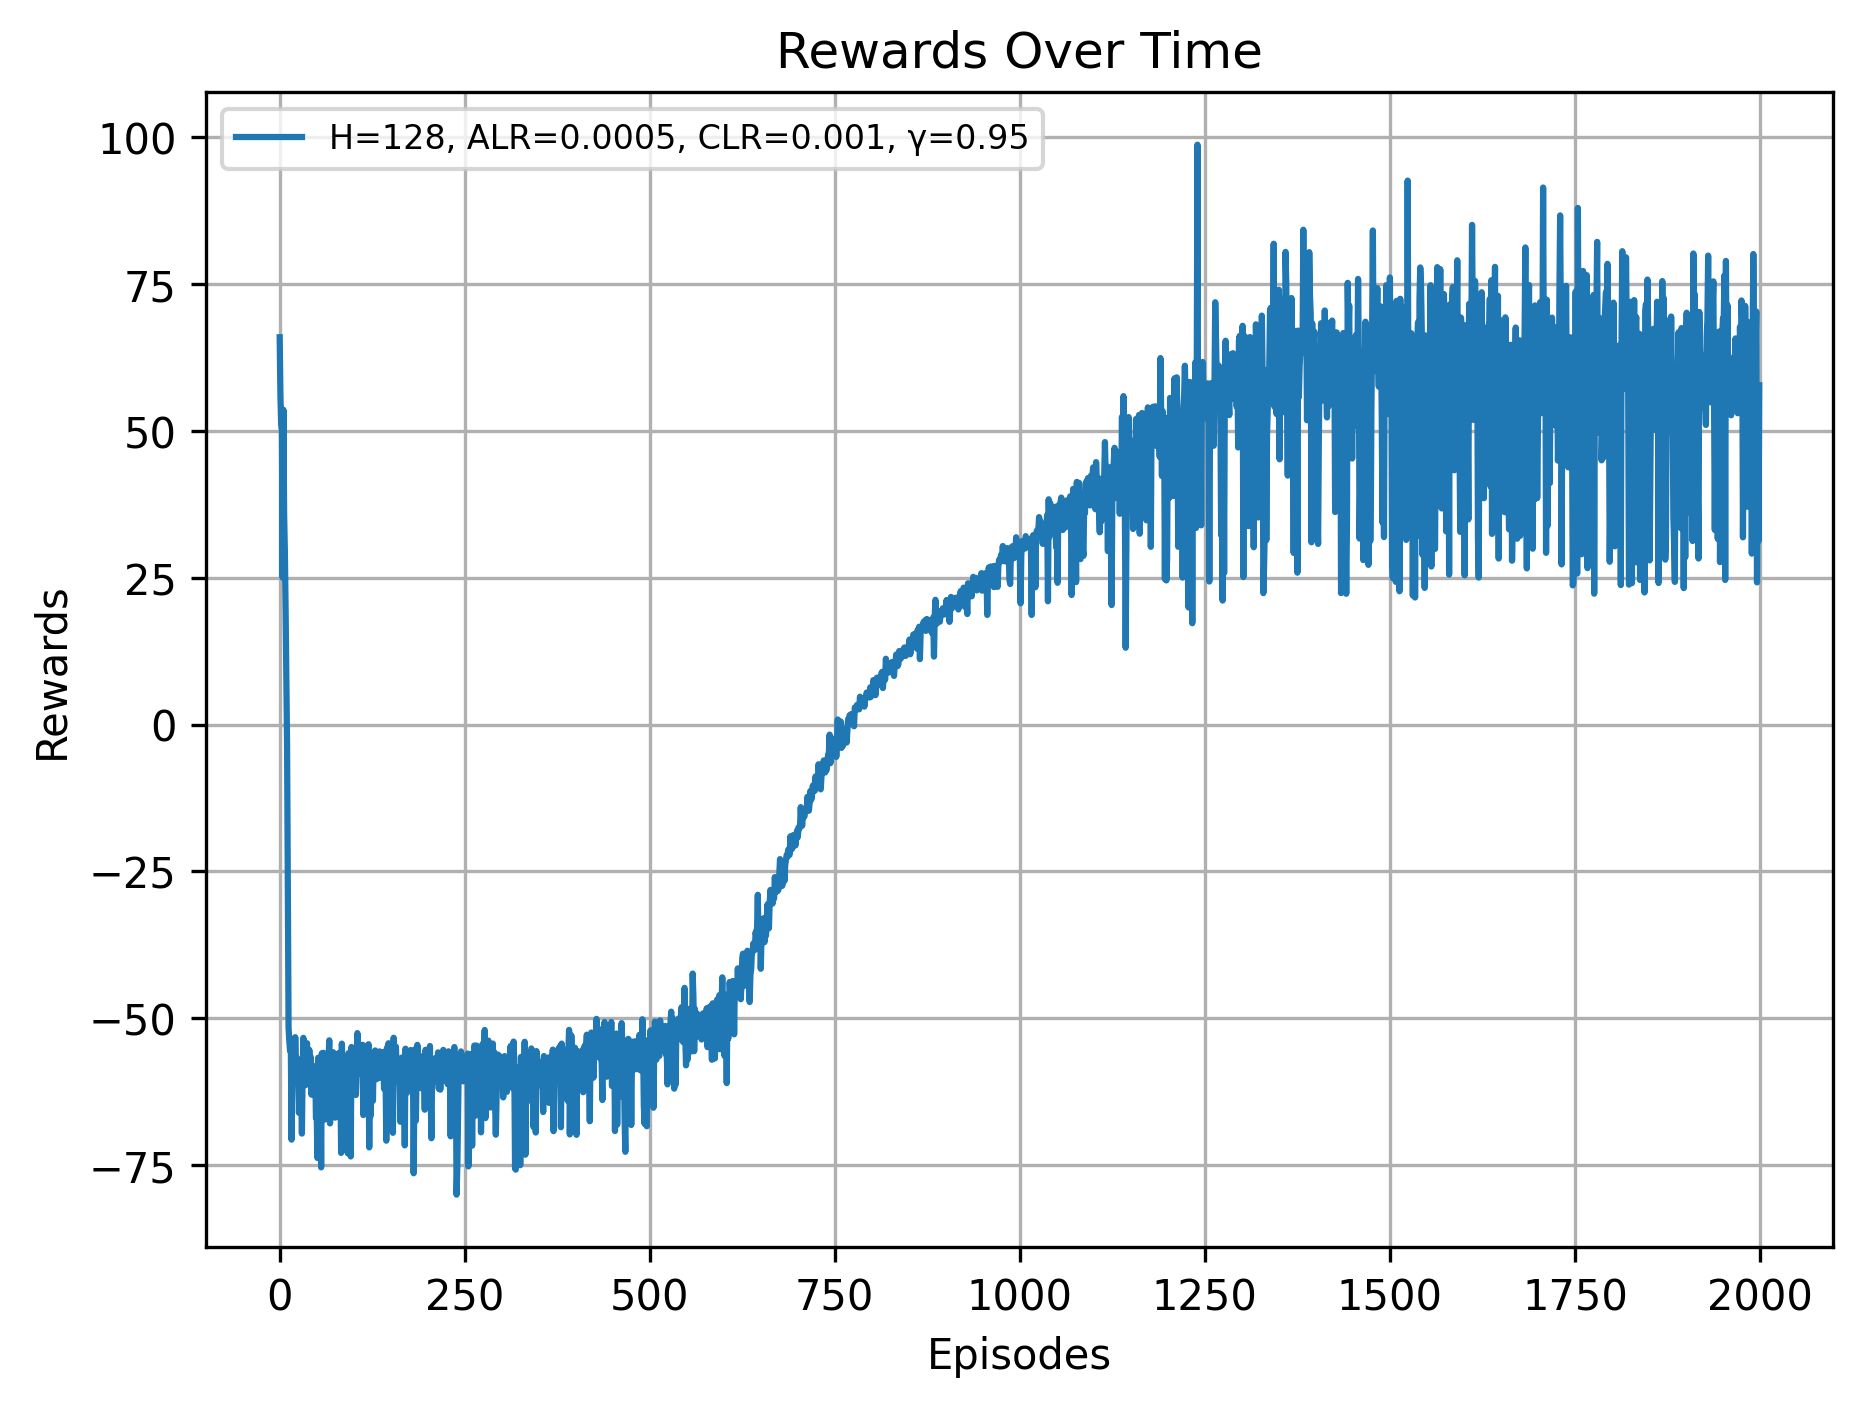 Rewards Over Time
H=128, ALR=0.0005, CLR=0.001, γ=0.95
100
75
50
25
0
−25
−50
−75
Rewards
0 250 500 750 1000 1250 1500 1750 2000
Episodes